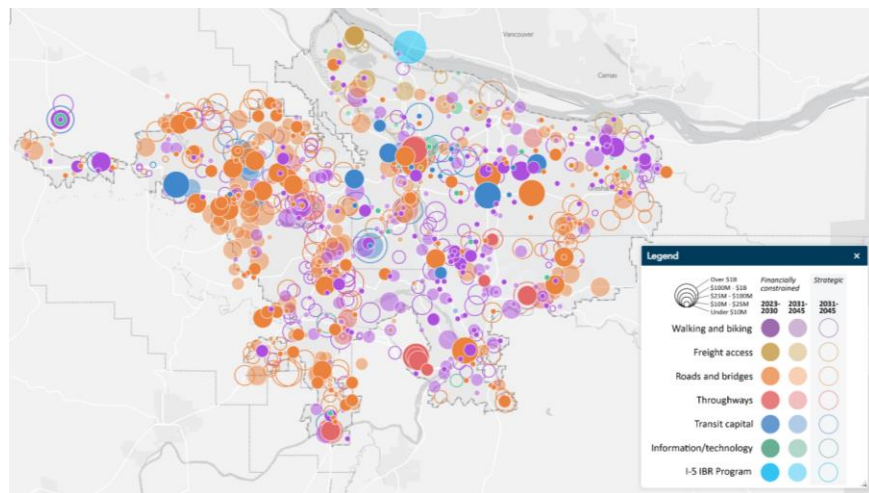 Vancouver
Camas
Legend ×
Over $1B
$100M - $1B
$25M - $100M
$10M - $25M
Under $10M
Financially constrained Strategic
2023-2030 2031-2045 2031-2045
Walking and biking
Freight access
Roads and bridges
Throughways
Transit capital
Information/technology
I-5 IBR Program